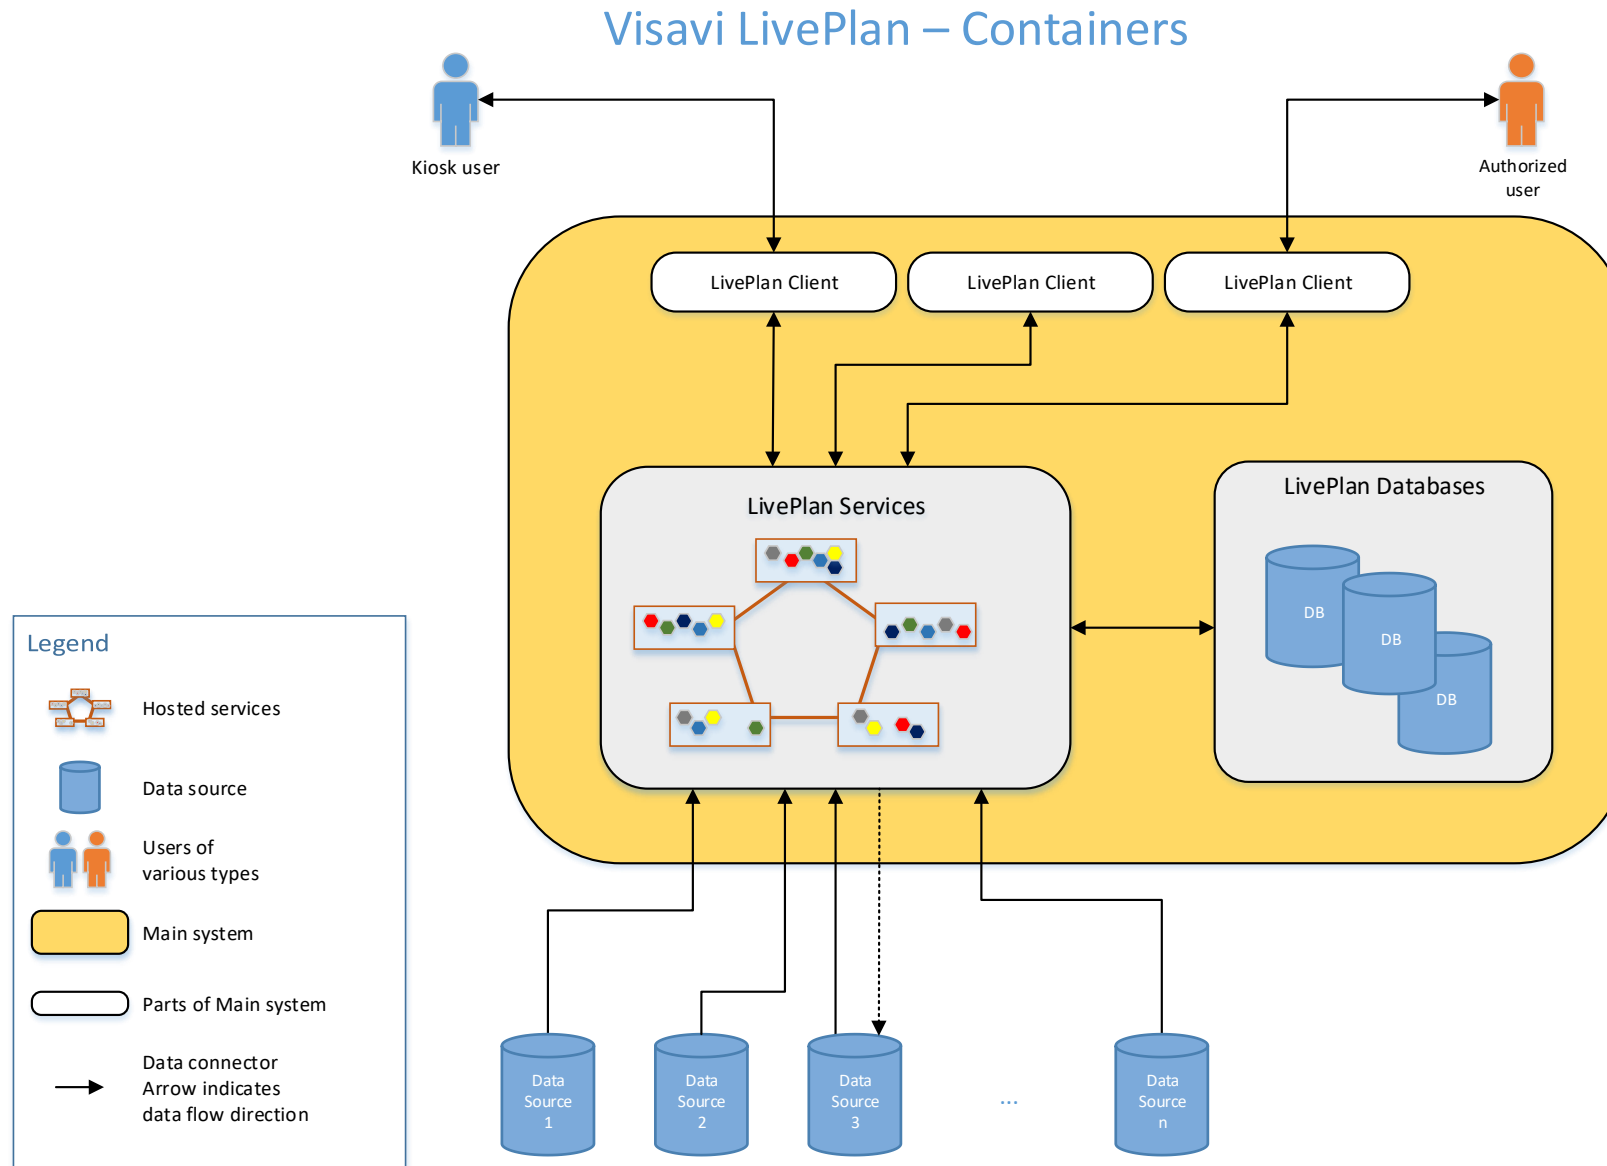 Visavi LivePlan – Containers
Kiosk user
Authorized
user
LivePlan Client
LivePlan Client
LivePlan Client
LivePlan Services
LivePlan Databases
DB
DB
DB
Legend
Hosted services
Data source
Users of
various types
Main system
Parts of Main system
Data connector
Arrow indicates
data flow direction
Data
Source
1
Data
Source
2
Data
Source
3
...
Data
Source
n